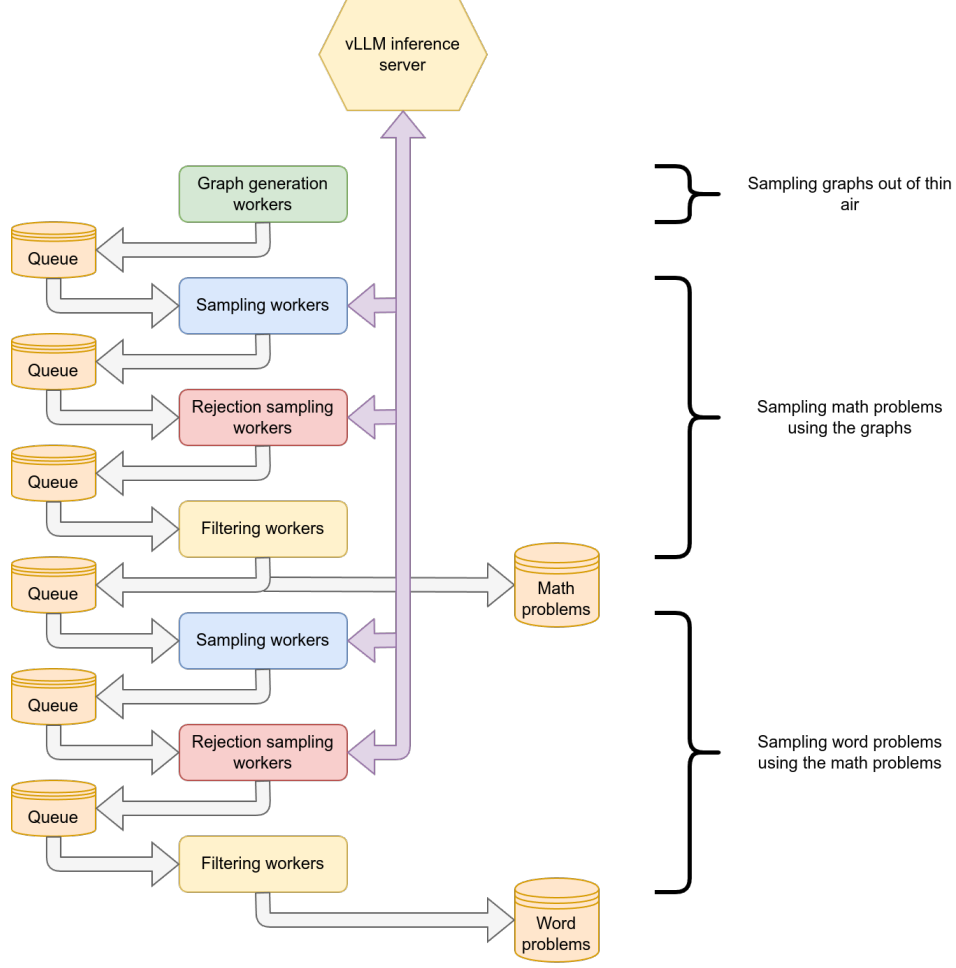 vLLM inference
server
Graph generation
workers
Sampling graphs out of thin
air
Queue
Sampling workers
Queue
Rejection sampling
workers
Sampling math problems
using the graphs
Queue
Filtering workers
Queue
Math
problems
Sampling workers
Queue
Rejection sampling
workers
Sampling word problems
using the math problems
Queue
Filtering workers
Word
problems